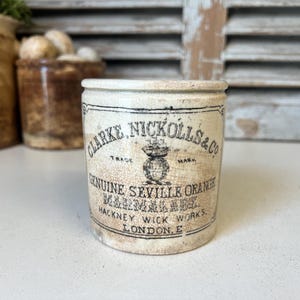 CLARKE, NICKOLLS & Co
TRADE MARK
GENUINE SEVILLE ORANGE
MARMALADE.
HACKNEY WICK WORKS,
LONDON, E